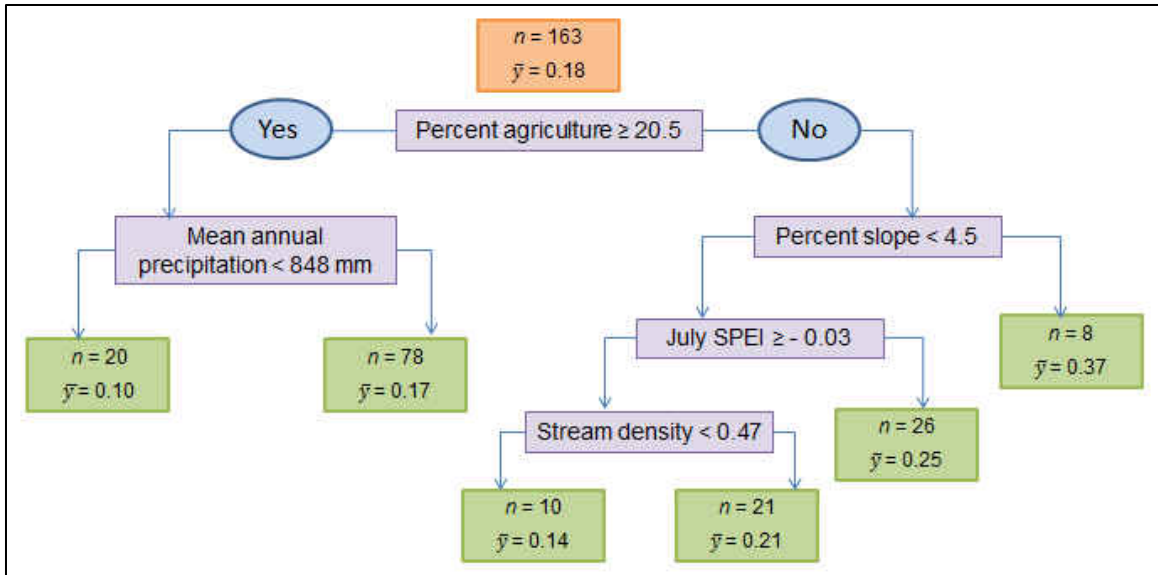 n = 163
ȳ = 0.18
Yes
Percent agriculture ≥ 20.5
No
Mean annual
precipitation < 848 mm
Percent slope < 4.5
n = 20
ȳ = 0.10
n = 78
ȳ = 0.17
July SPEI ≥ - 0.03
n = 8
ȳ = 0.37
Stream density < 0.47
n = 26
ȳ = 0.25
n = 10
ȳ = 0.14
n = 21
ȳ = 0.21